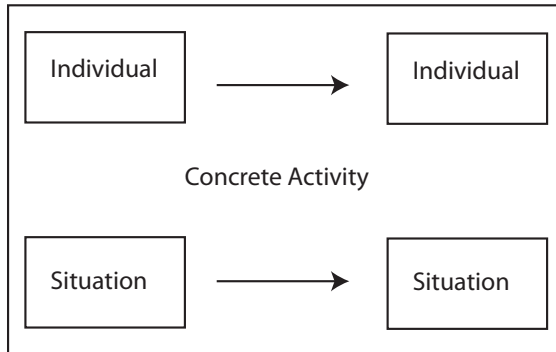 Individual
Individual
Concrete Activity
Situation
Situation